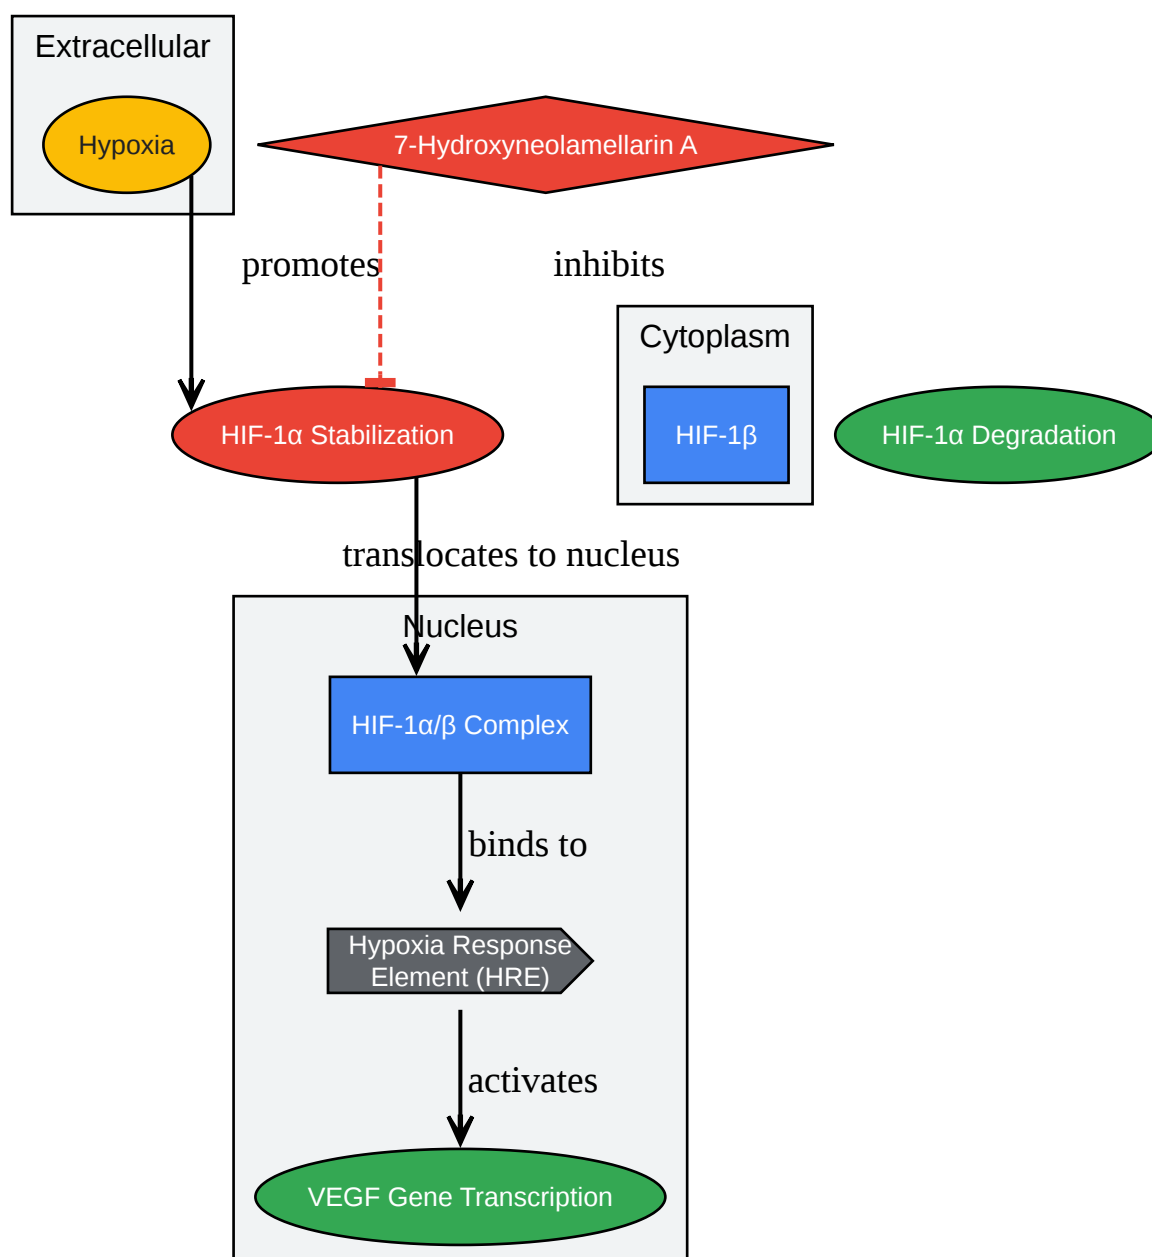 Extracellular
Hypoxia
7-Hydroxyneolamellarin A
promotes
inhibits
Cytoplasm
HIF-1α Stabilization
HIF-1β
HIF-1α Degradation
translocates to nucleus
Nucleus
HIF-1α/β Complex
binds to
Hypoxia Response
Element (HRE)
activates
VEGF Gene Transcription